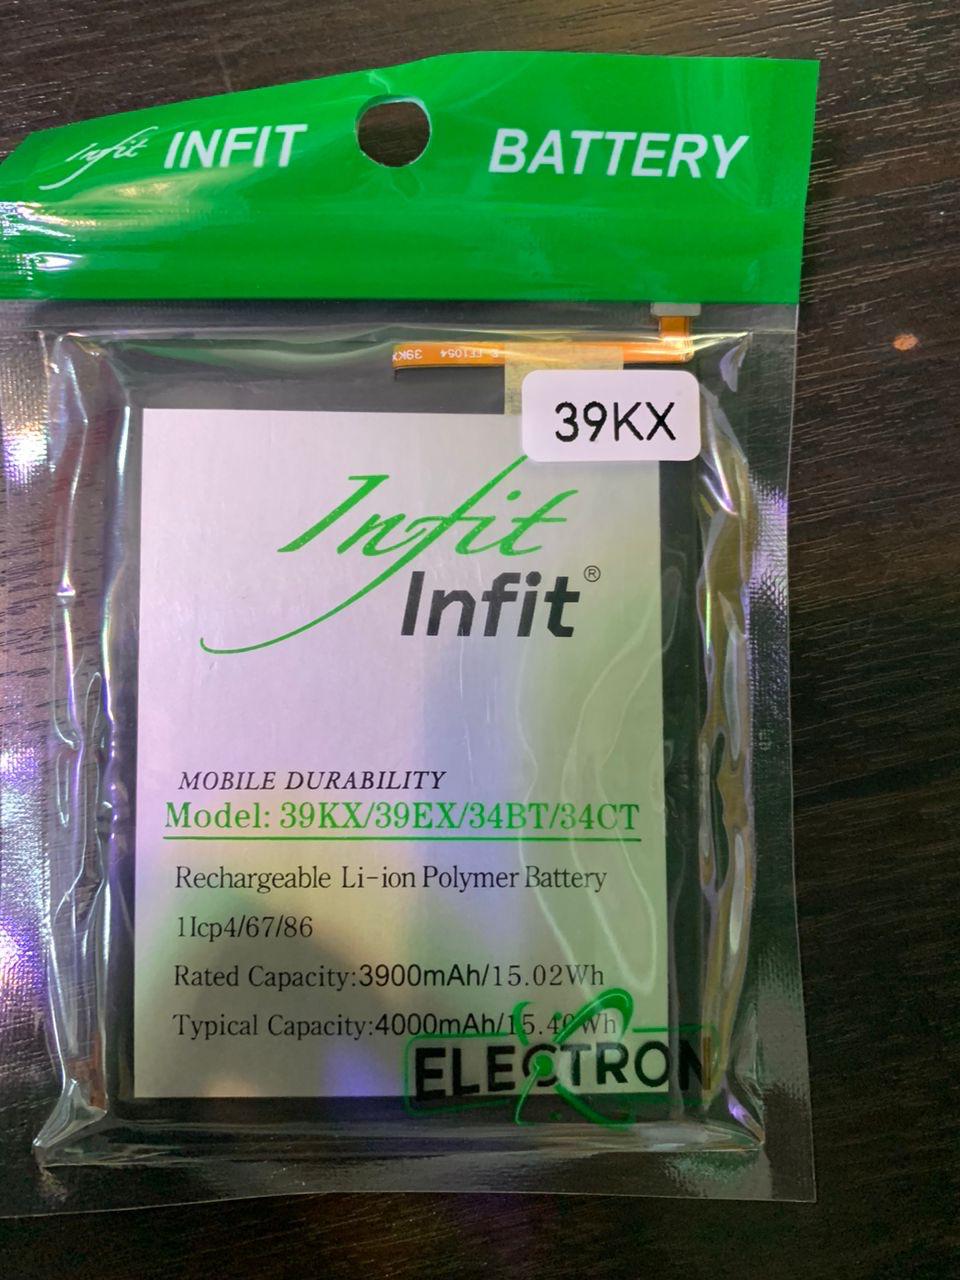 Infit INFIT BATTERY
39KX
Infit
Infit®
MOBILE DURABILITY
Model: 39KX/39EX/34BT/34CT
Rechargeable Li-ion Polymer Battery
1Icp4/67/86
Rated Capacity:3900mAh/15.02Wh
Typical Capacity:4000mAh/15.40Wh
ELECTRON